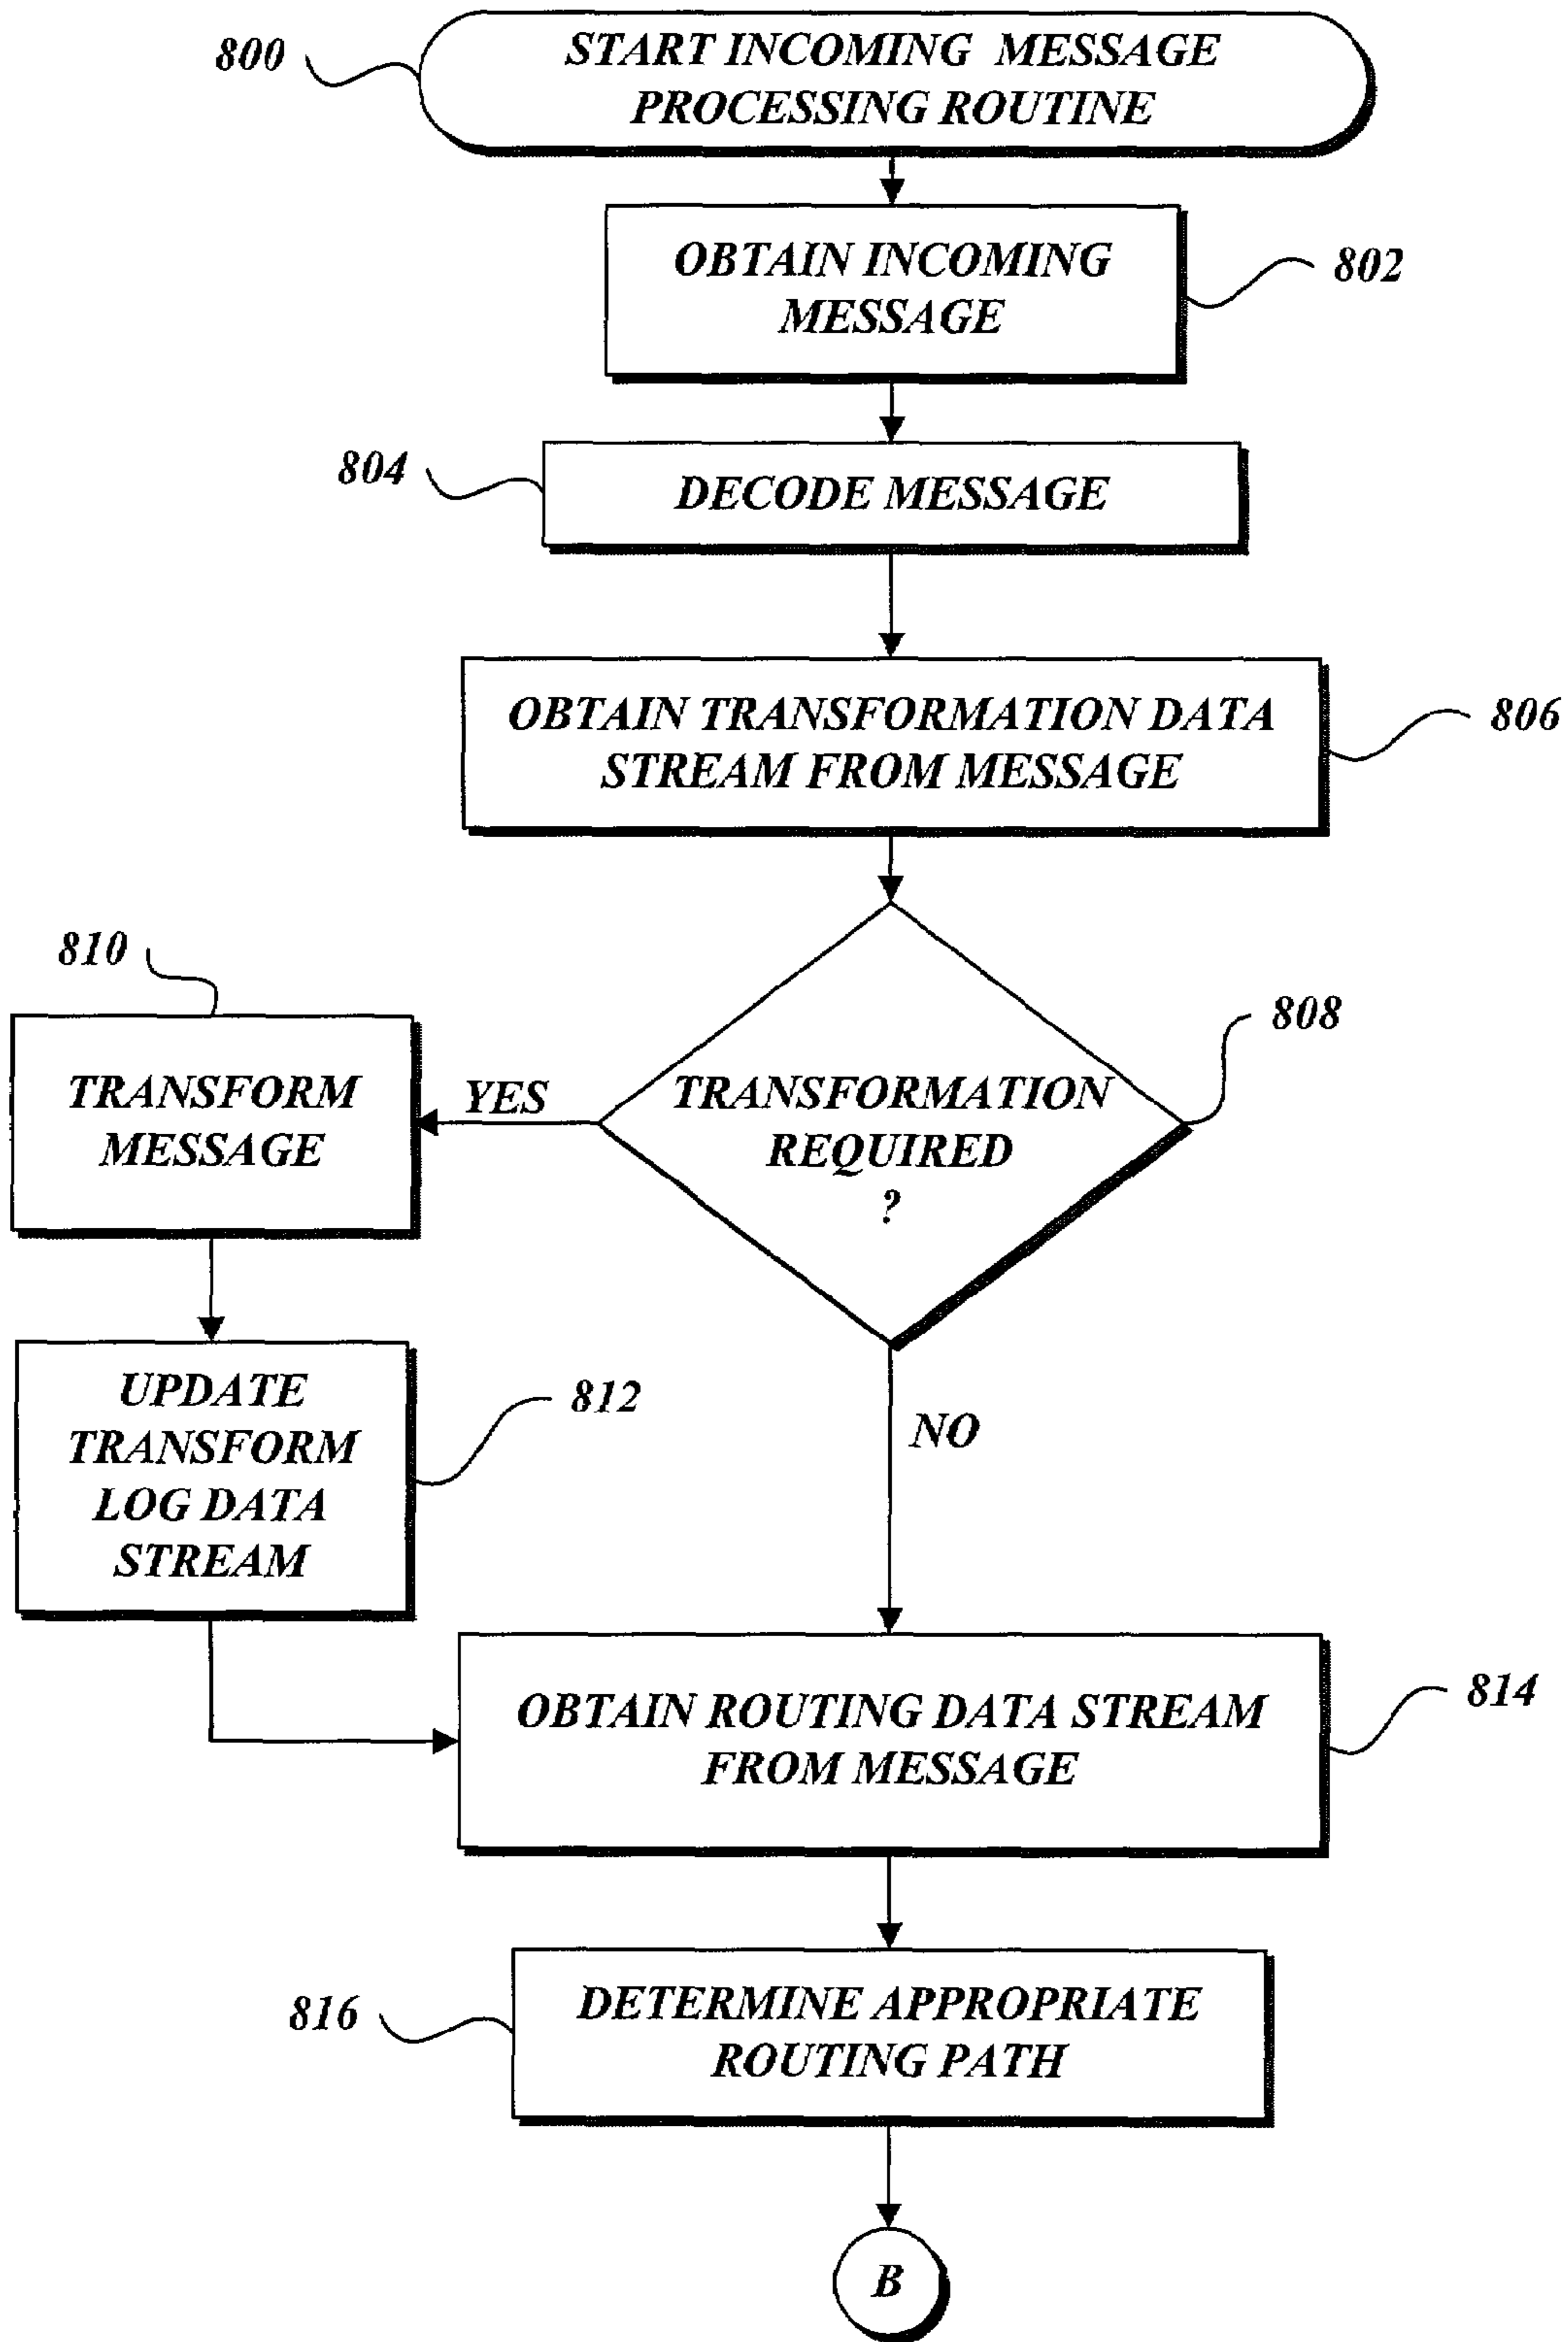 800
START INCOMING MESSAGE
PROCESSING ROUTINE
OBTAIN INCOMING
MESSAGE
802
804
DECODE MESSAGE
OBTAIN TRANSFORMATION DATA
STREAM FROM MESSAGE
806
810
808
TRANSFORM
MESSAGE
YES
TRANSFORMATION
REQUIRED
?
UPDATE
TRANSFORM
LOG DATA
STREAM
812
NO
OBTAIN ROUTING DATA STREAM
FROM MESSAGE
814
816
DETERMINE APPROPRIATE
ROUTING PATH
B